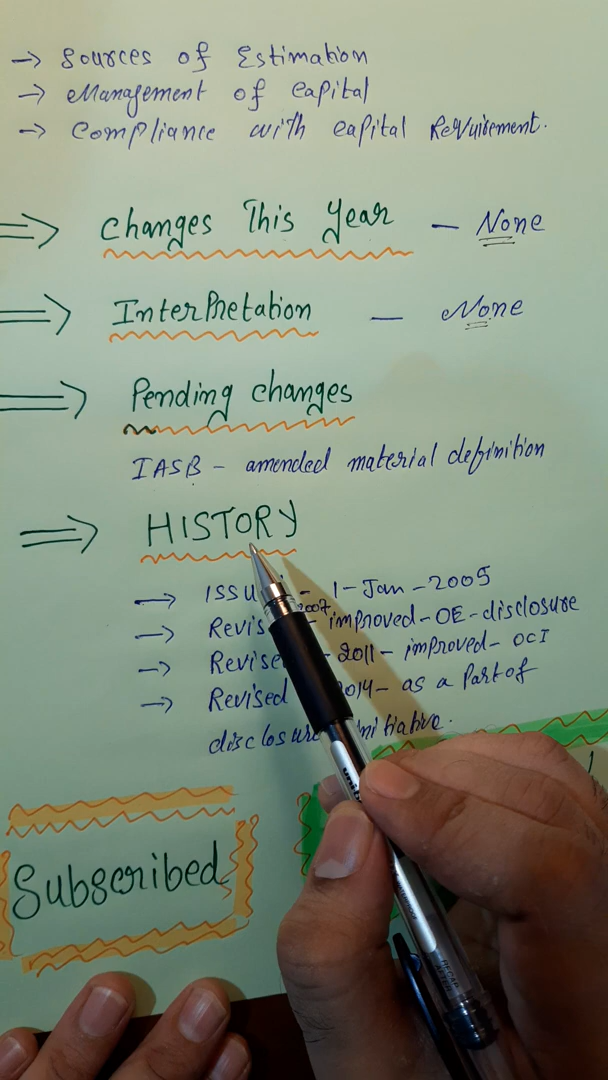 → Sources of Estimation
→ Management of capital
→ Compliance with capital Requirement.
⇒ Changes This Year – None
⇒ Interpretation – None
⇒ Pending changes
IASB – amended material definition
⇒ HISTORY
→ - 1-Jan-2005
→ 2007 - improved-OE-disclosure
→ - 2011 - improved-OCI
→ Revised 2014- as a Part of
disclosure initiative.
Subscribed